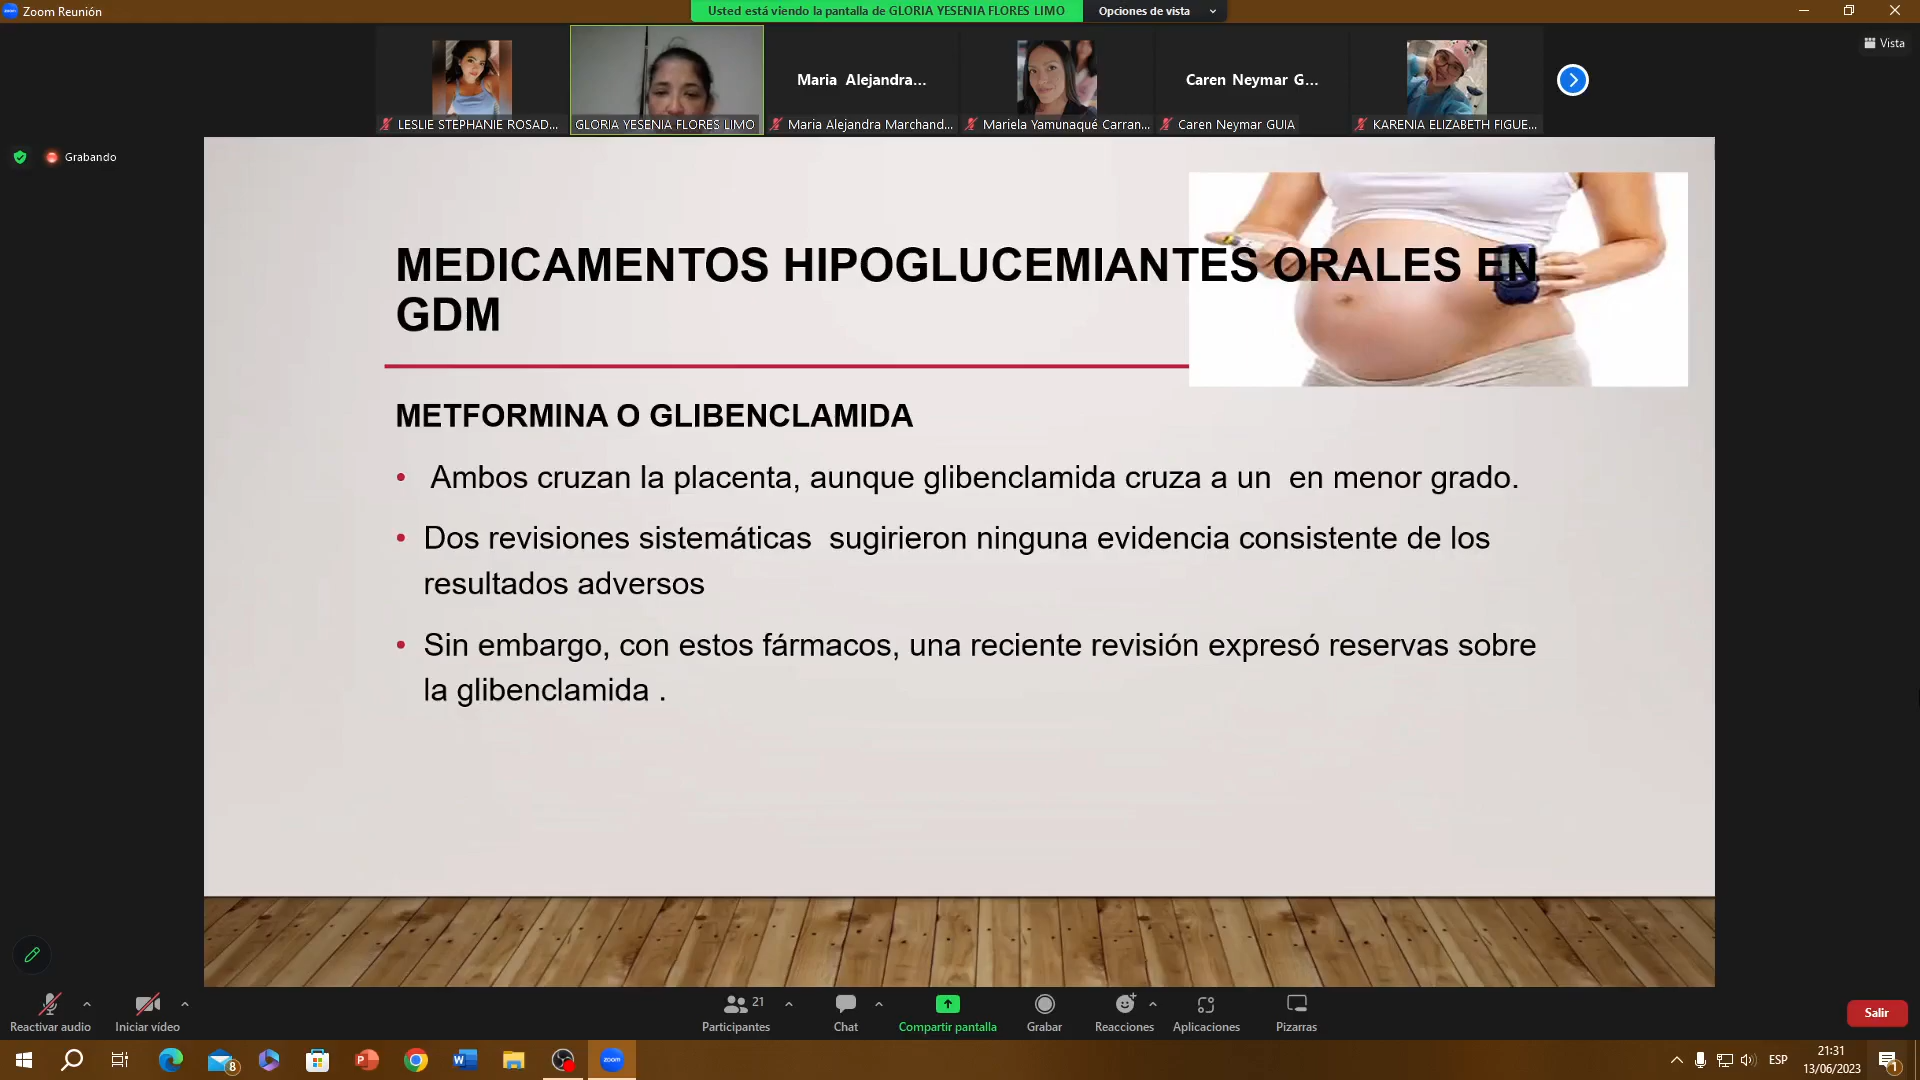 Zoom Reunión
Usted está viendo la pantalla de GLORIA YESENIA FLORES LIMO
Opciones de vista
Vista
Maria Alejandra...
Caren Neymar G...
LESLIE STEPHANIE ROSAD...
GLORIA YESENIA FLORES LIMO
Maria Alejandra Marchand...
Mariela Yamunaqué Carran...
Caren Neymar GUIA
KARENIA ELIZABETH FIGUE...
Grabando
MEDICAMENTOS HIPOGLUCEMIANTES ORALES EN
GDM
METFORMINA O GLIBENCLAMIDA
• Ambos cruzan la placenta, aunque glibenclamida cruza a un en menor grado.
• Dos revisiones sistemáticas sugirieron ninguna evidencia consistente de los
resultados adversos
• Sin embargo, con estos fármacos, una reciente revisión expresó reservas sobre
la glibenclamida .
Reactivar audio
Iniciar vídeo
21
Participantes
Chat
Compartir pantalla
Grabar
Reacciones
Aplicaciones
Pizarras
Salir
8
zoom
ESP
21:31
13/06/2023
1